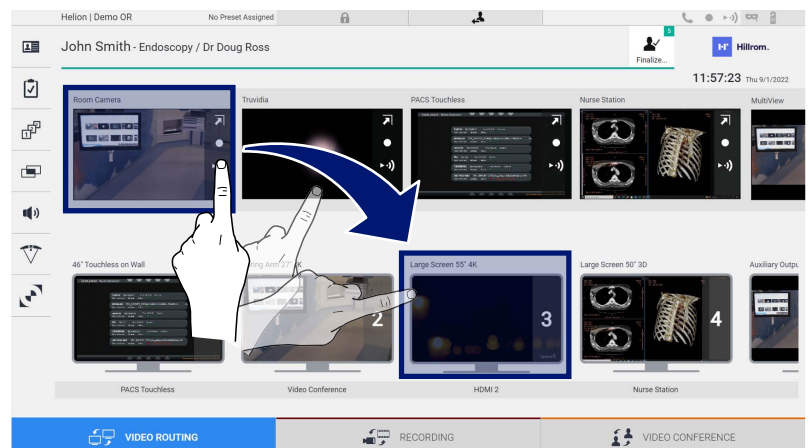 Helion | Demo OR
No Preset Assigned
John Smith - Endoscopy / Dr Doug Ross
5
Finalize...
Hillrom.
11:57:23 Thu 9/1/2022
Room Camera
Truvidia
PACS Touchless
Nurse Station
MultiView
46" Touchless on Wall
27" 4K
Large Screen 55" 4K
Large Screen 50" 3D
Auxiliary Outpu
2
3
4
PACS Touchless
Video Conference
HDMI 2
Nurse Station
VIDEO ROUTING
RECORDING
VIDEO CONFERENCE